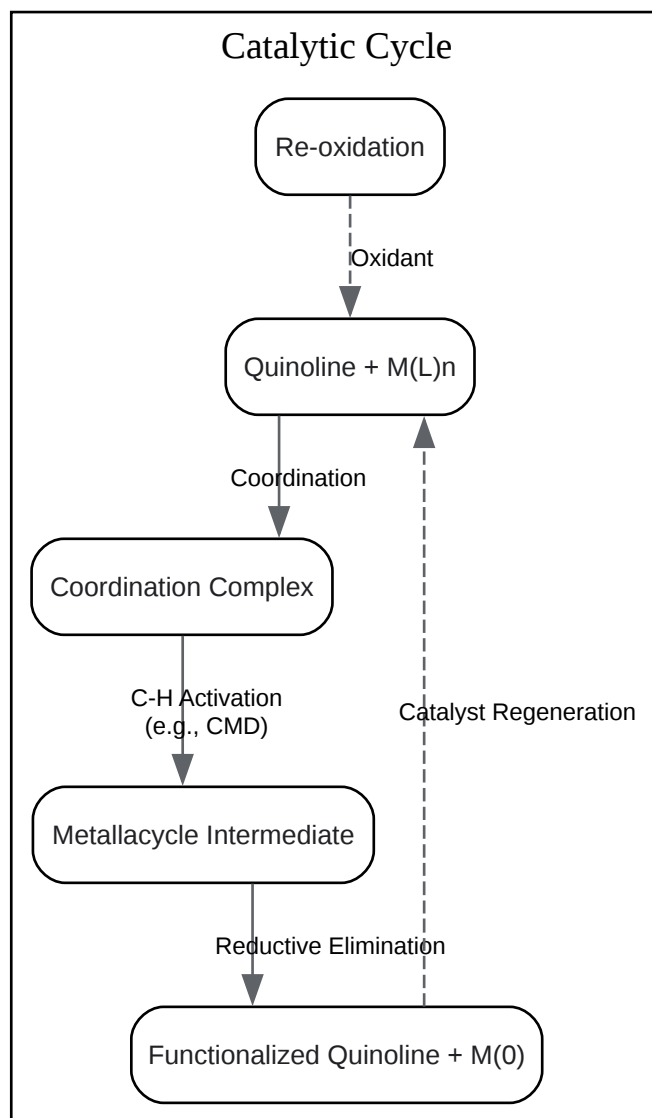 Catalytic Cycle
Re-oxidation
Oxidant
Quinoline + M(L)n
Coordination
Coordination Complex
C-H Activation
(e.g., CMD)
Catalyst Regeneration
Metallacycle Intermediate
Reductive Elimination
Functionalized Quinoline + M(0)